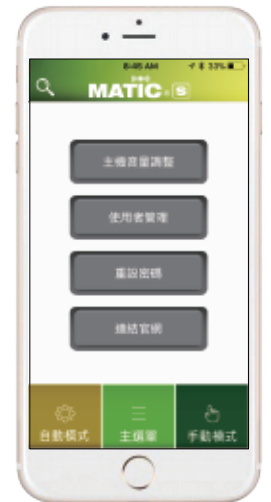 8:45 AM
33%
MATIC S
主機音量調整
使用者管理
重設密碼
連結官網
自動模式
主選單
手動模式